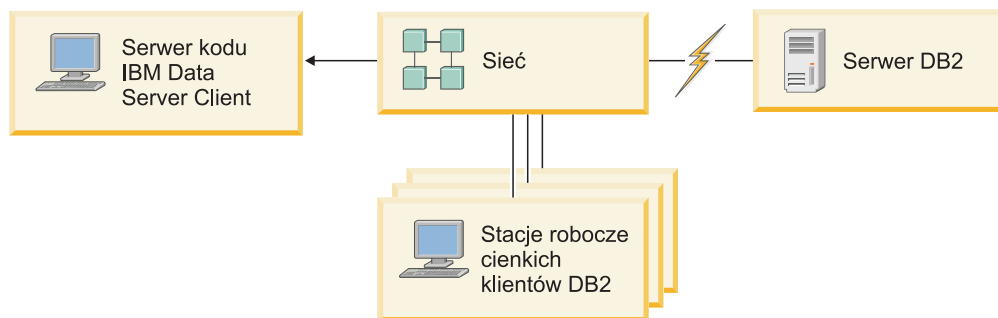 Serwer kodu
IBM Data
Server Client
Sieć
Serwer DB2
Stacje robocze
cienkich
klientów DB2